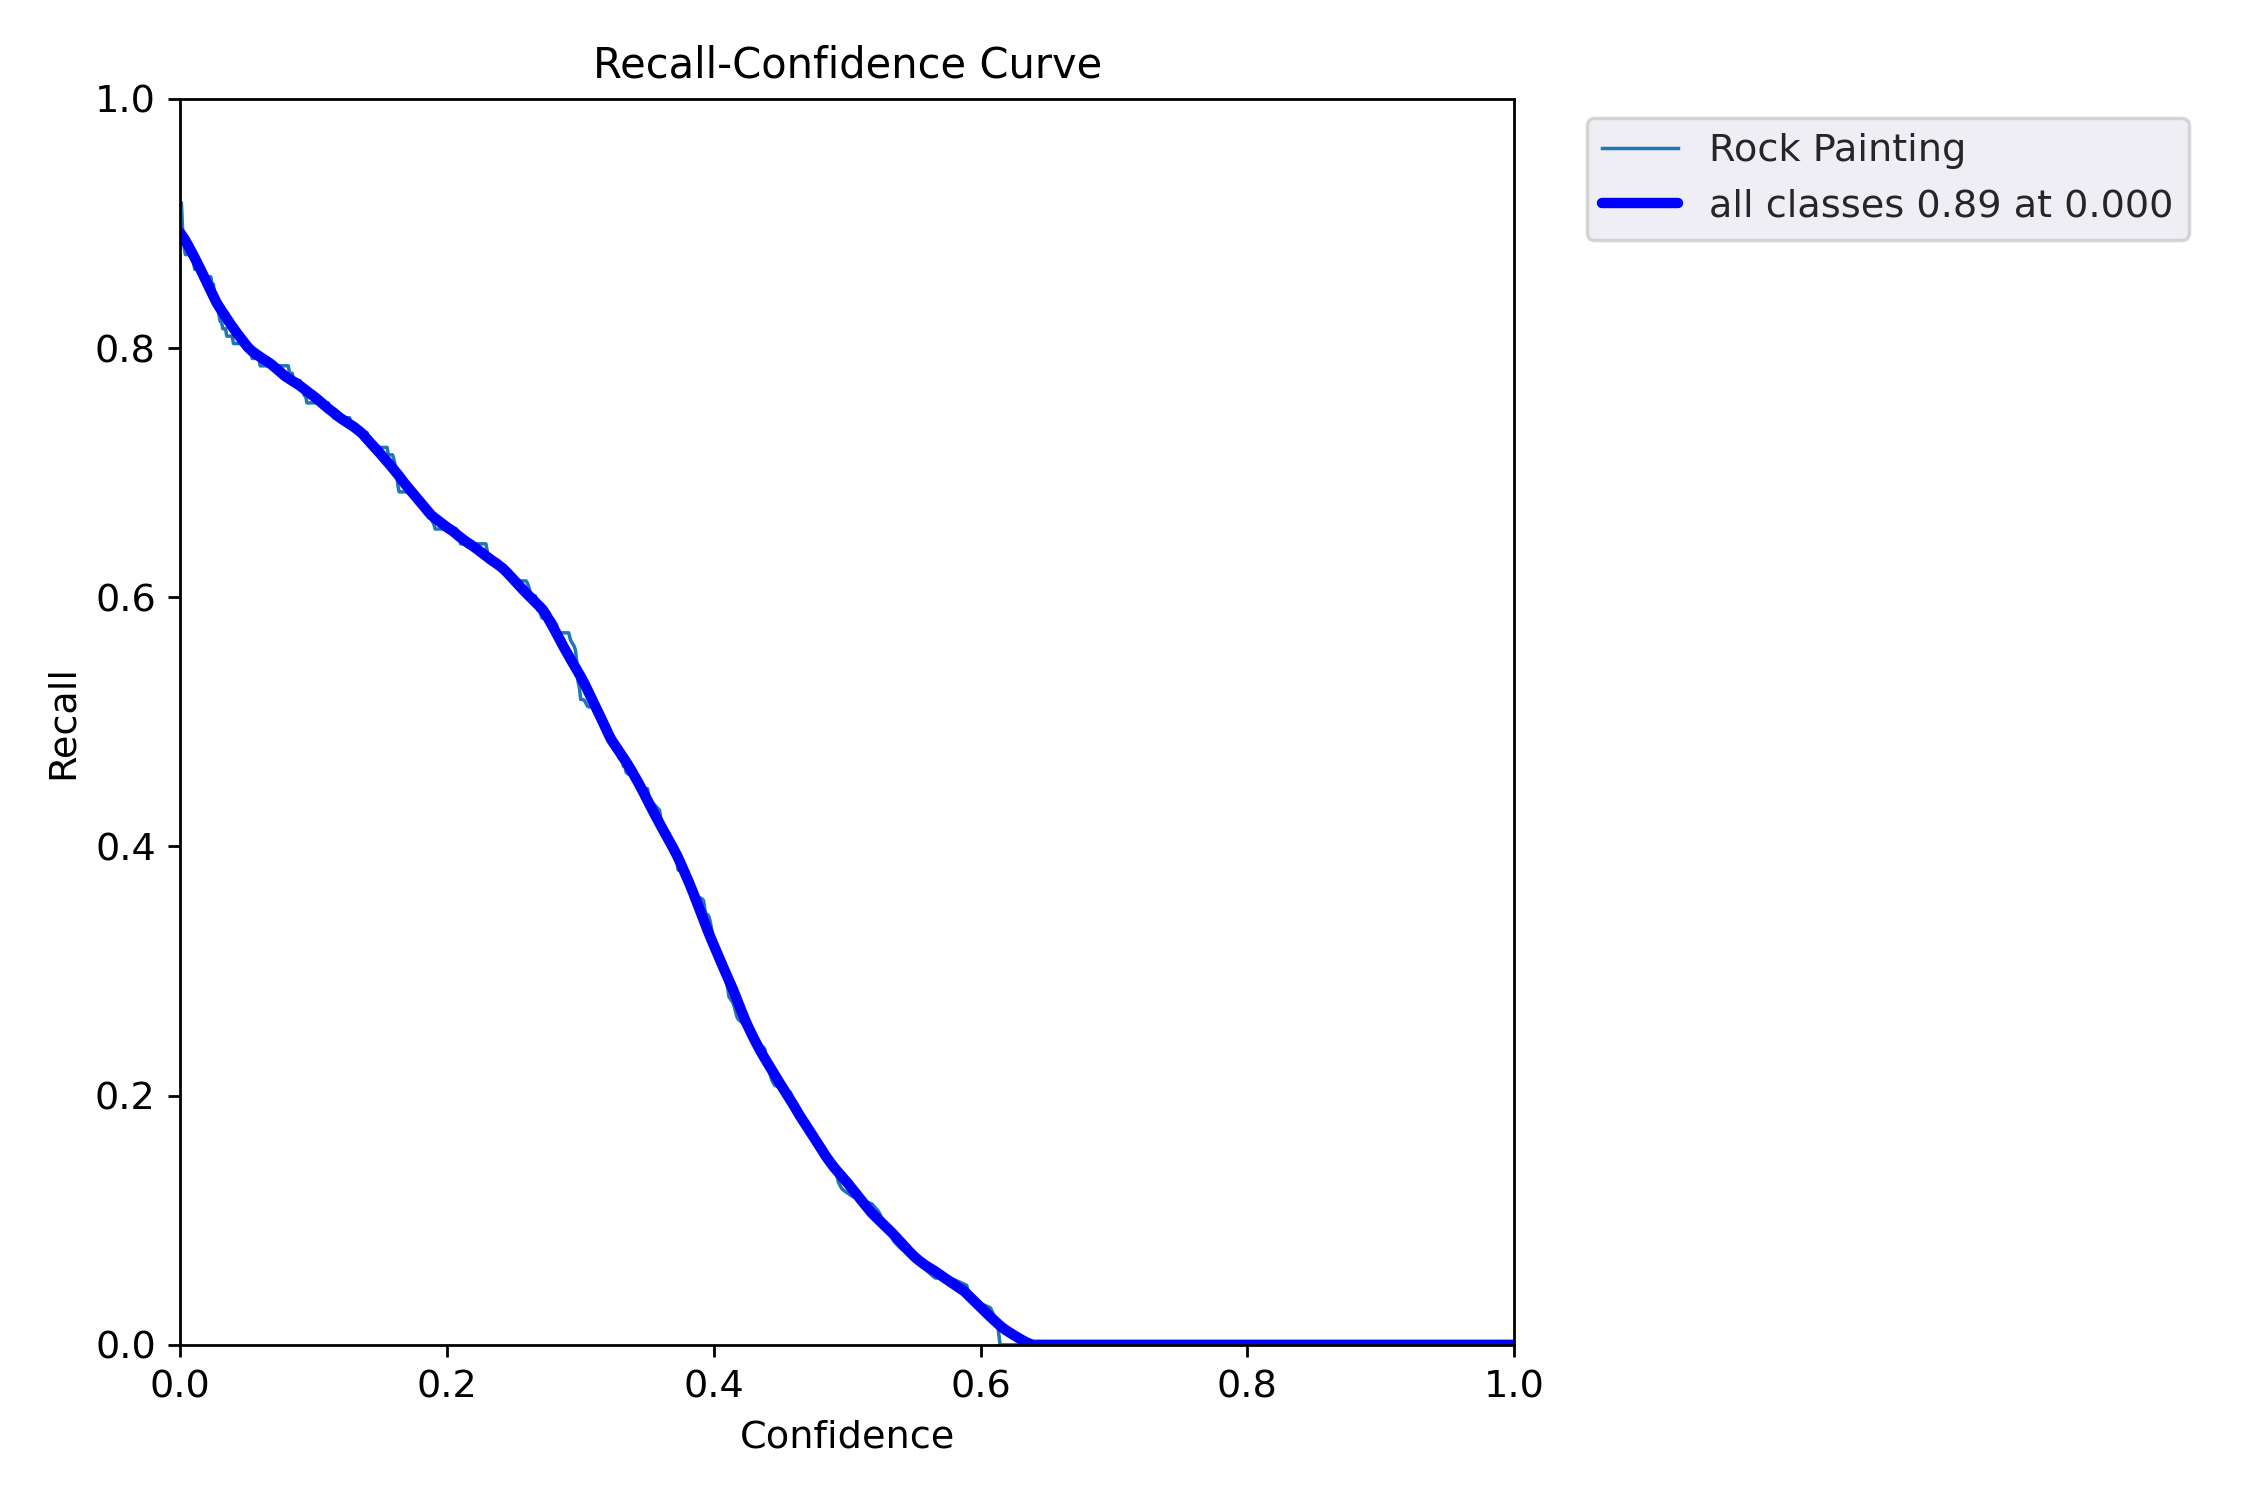 Recall-Confidence Curve
Rock Painting
all classes 0.89 at 0.000
Recall
1.0
0.8
0.6
0.4
0.2
0.0
0.0 0.2 0.4 0.6 0.8 1.0
Confidence